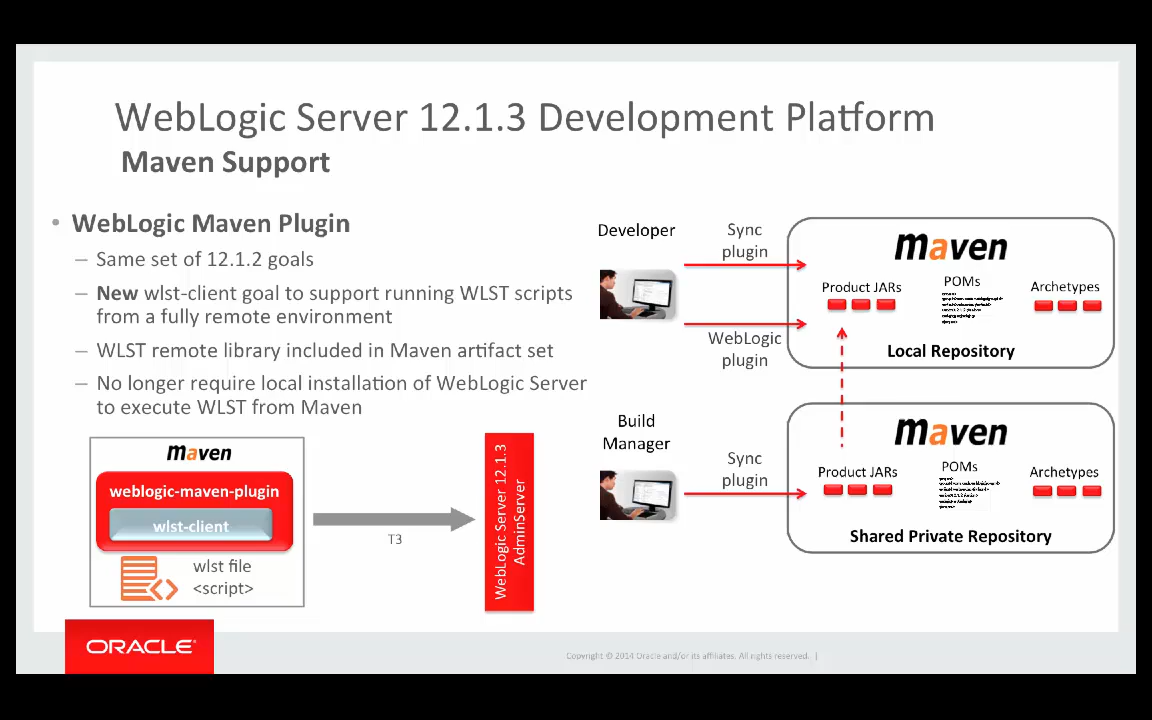 WebLogic Server 12.1.3 Development Platform
Maven Support
• WebLogic Maven Plugin
– Same set of 12.1.2 goals
– New wlst-client goal to support running WLST scripts
from a fully remote environment
– WLST remote library included in Maven artifact set
– No longer require local installation of WebLogic Server
to execute WLST from Maven
maven
weblogic-maven-plugin
wlst-client
wlst file
<script>
T3
WebLogic Server 12.1.3
AdminServer
Developer
Sync
plugin
WebLogic
plugin
maven
Product JARs
POMs
Archetypes
Local Repository
Build
Manager
Sync
plugin
maven
Product JARs
POMs
Archetypes
Shared Private Repository
ORACLE
Copyright © 2014 Oracle and/or its affiliates. All rights reserved. |